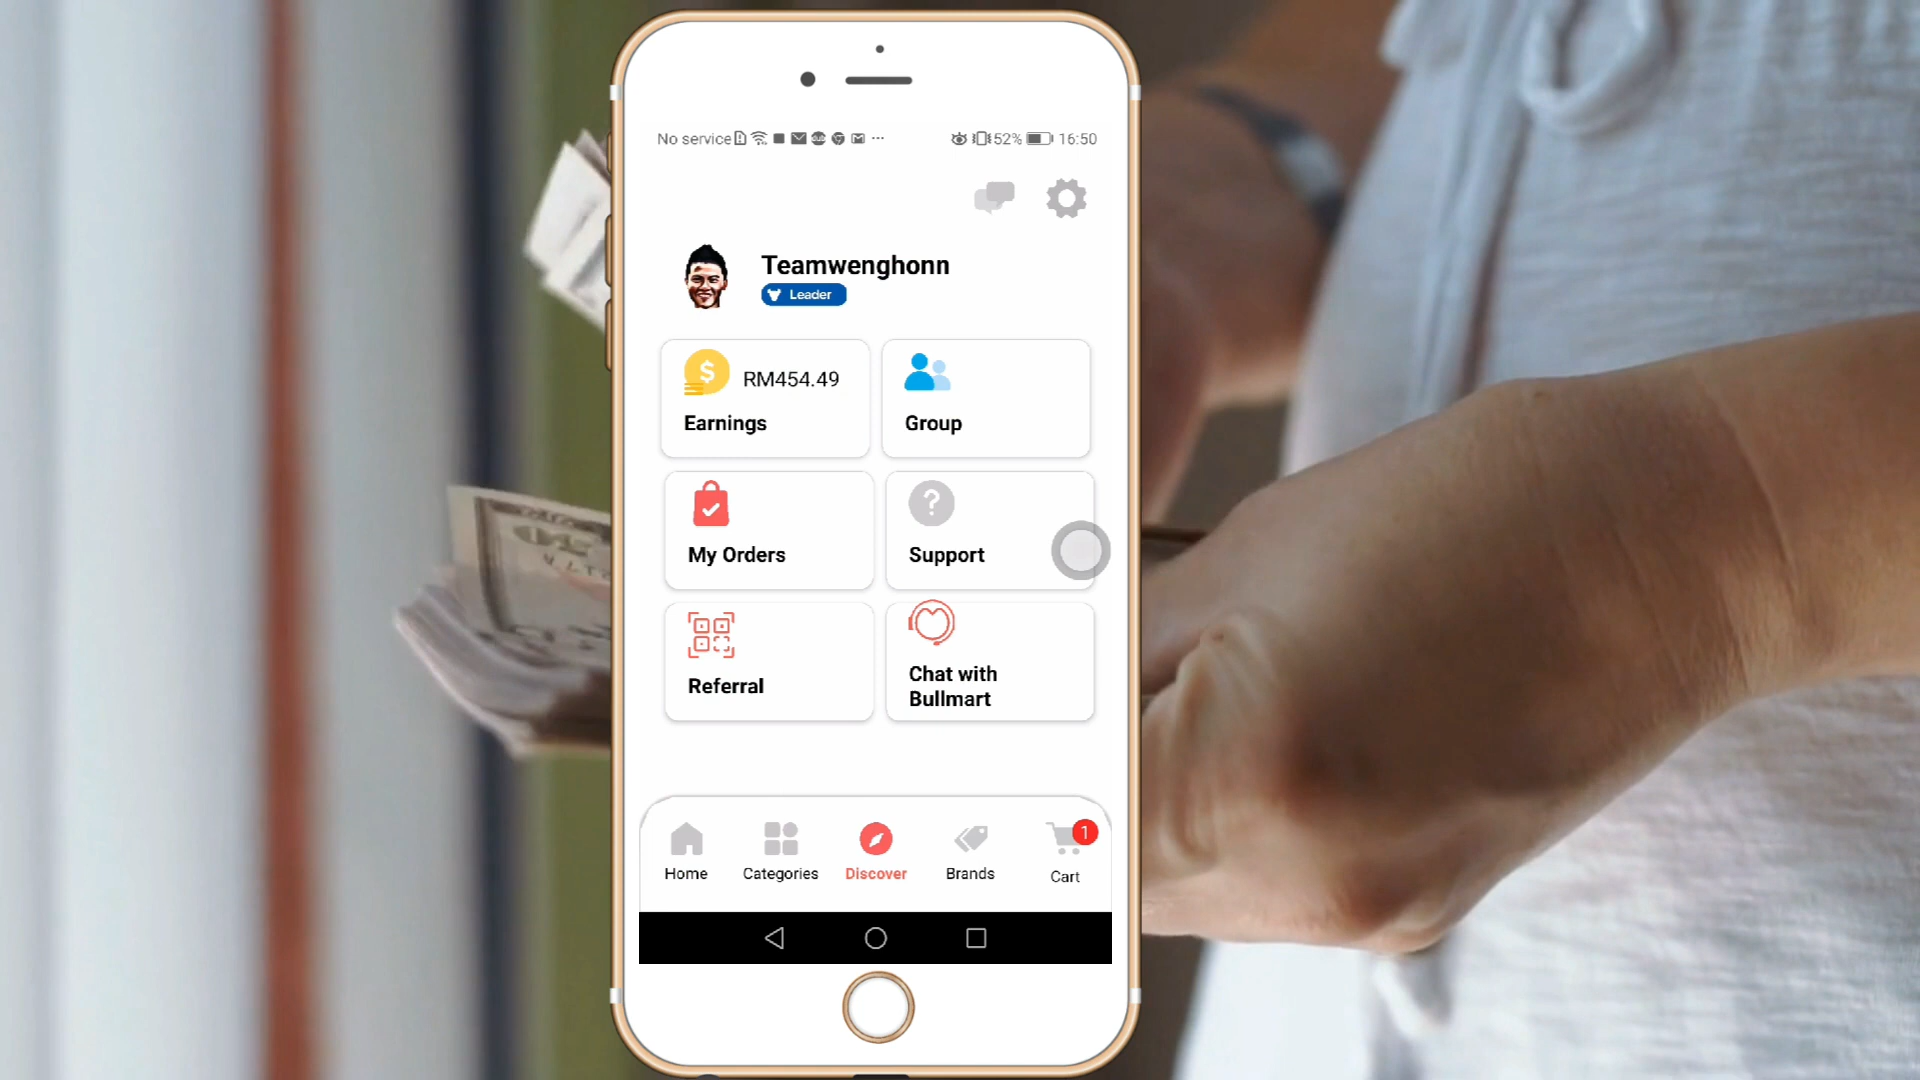 No service 52% 16:50
Teamwenghonn
Leader
RM454.49
Earnings
Group
My Orders
Support
Referral
Chat with
Bullmart
Home
Categories
Discover
Brands
1
Cart